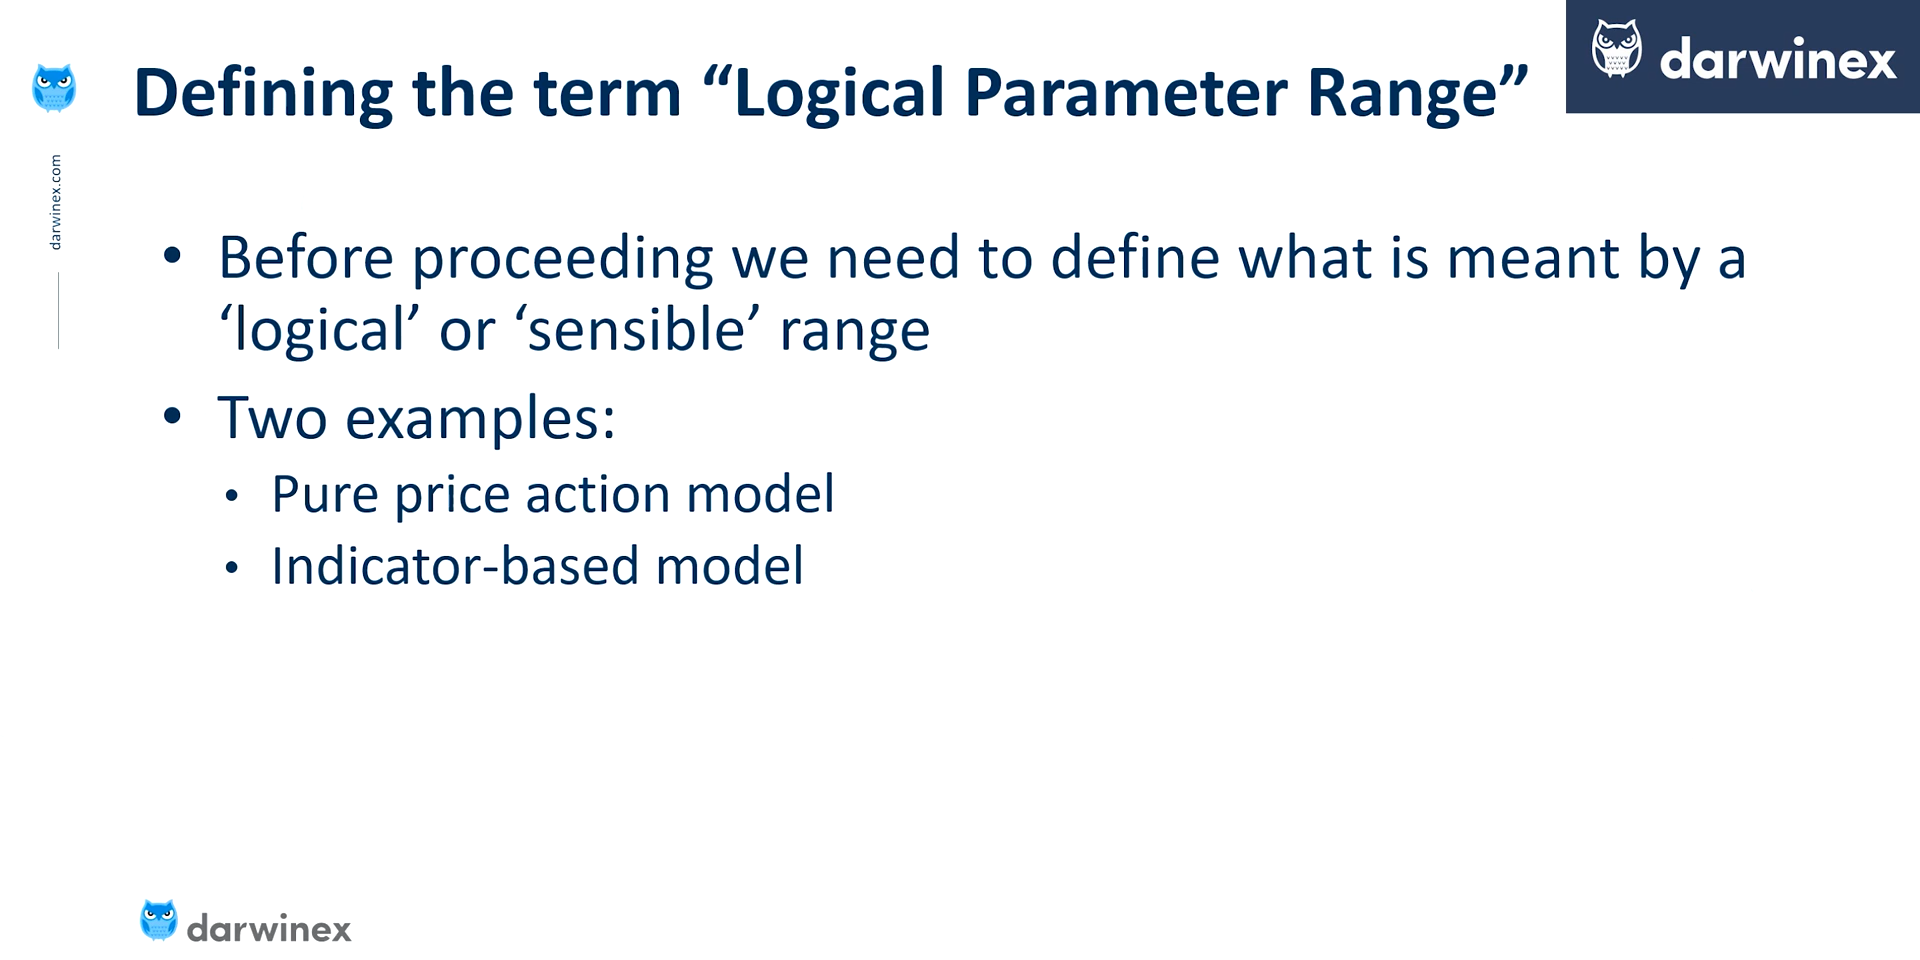 Defining the term “Logical Parameter Range”
darwinex
darwinex.com
• Before proceeding we need to define what is meant by a
‘logical’ or ‘sensible’ range
• Two examples:
• Pure price action model
• Indicator-based model
darwinex